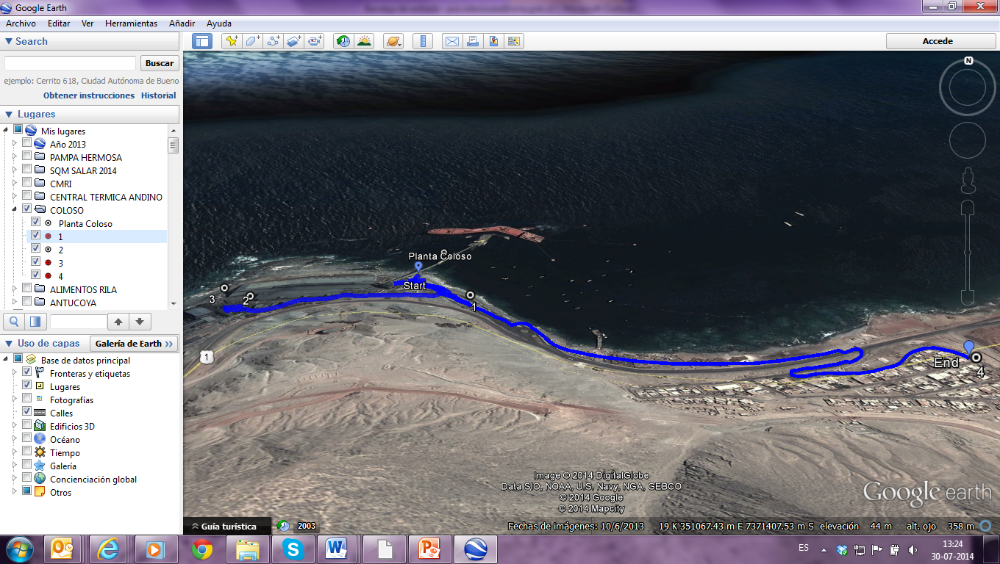 Google Earth
Archivo Editar Ver Herramientas Añadir Ayuda
Search
Buscar
ejemplo: Cerrito 618, Ciudad Autónoma de Bueno
Obtener instrucciones Historial
Lugares
Mis lugares
Año 2013
PAMPA HERMOSA
SQM SALAR 2014
CMRI
CENTRAL TERMICA ANDINO
COLOSO
Planta Coloso
1
2
3
4
ALIMENTOS RILA
ANTUCOYA
Uso de capas
Galería de Earth >>
Base de datos principal
Fronteras y etiquetas
Lugares
Fotografías
Calles
Edificios 3D
Océano
Tiempo
Galería
Concienciación global
Otros
Accede
N
Planta Coloso
Start
3
2
1
1
End
4
Image © 2014 DigitalGlobe
Data SIO, NOAA, U.S. Navy, NGA, GEBCO
© 2014 Google
© 2014 Mapcity
Google earth
Guía turística
2003
Fechas de imágenes: 10/6/2013 19 K 351067.43 m E 7371407.53 m S elevación 44 m alt. ojo 358 m
ES
13:24
30-07-2014